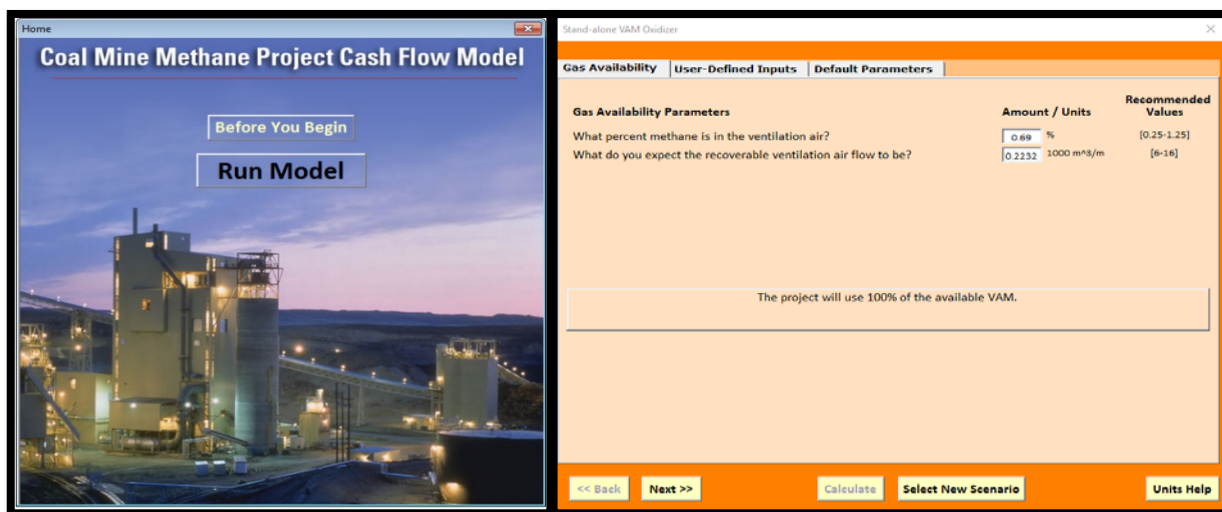 Home
Coal Mine Methane Project Cash Flow Model
Before You Begin
Run Model
Stand-alone VAM Oxidizer
Gas Availability User-Defined Inputs Default Parameters
Gas Availability Parameters Amount / Units Recommended Values
What percent methane is in the ventilation air? 0.69 % [0.25-1.25]
What do you expect the recoverable ventilation air flow to be? 0.2232 1000 m^3/m [6-16]
The project will use 100% of the available VAM.
<< Back Next >> Calculate Select New Scenario Units Help